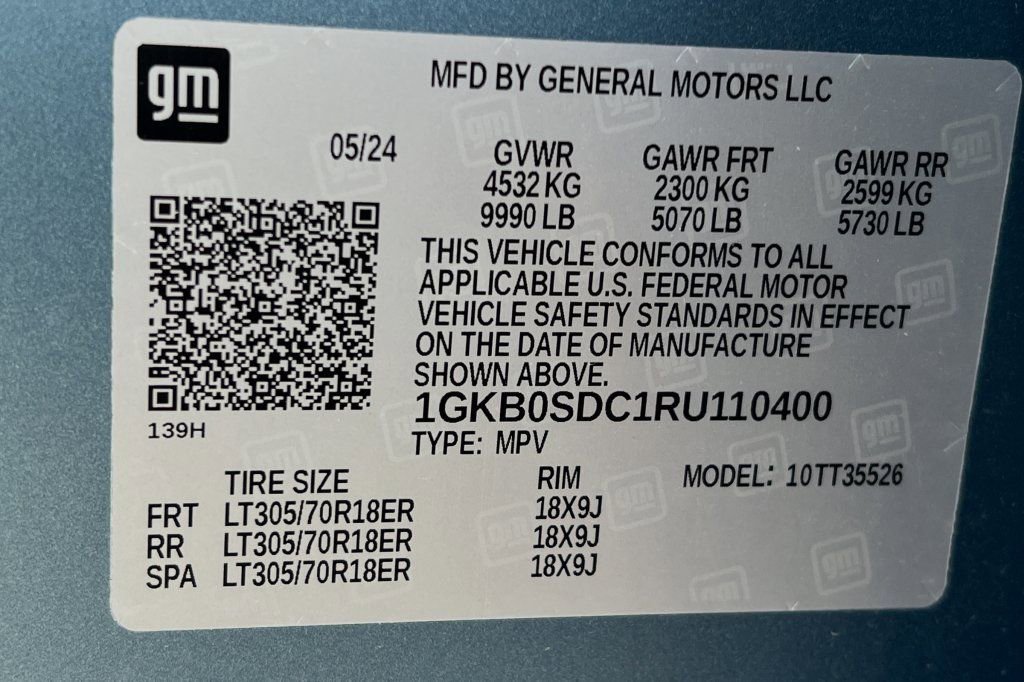 gm
MFD BY GENERAL MOTORS LLC
05/24 GVWR GAWR FRT GAWR RR
4532 KG 2300 KG 2599 KG
9990 LB 5070 LB 5730 LB
THIS VEHICLE CONFORMS TO ALL
APPLICABLE U.S. FEDERAL MOTOR
VEHICLE SAFETY STANDARDS IN EFFECT
ON THE DATE OF MANUFACTURE
SHOWN ABOVE.
1GKB0SDC1RU110400
139H
TYPE: MPV
TIRE SIZE RIM MODEL: 10TT35526
FRT LT305/70R18ER 18X9J
RR LT305/70R18ER 18X9J
SPA LT305/70R18ER 18X9J